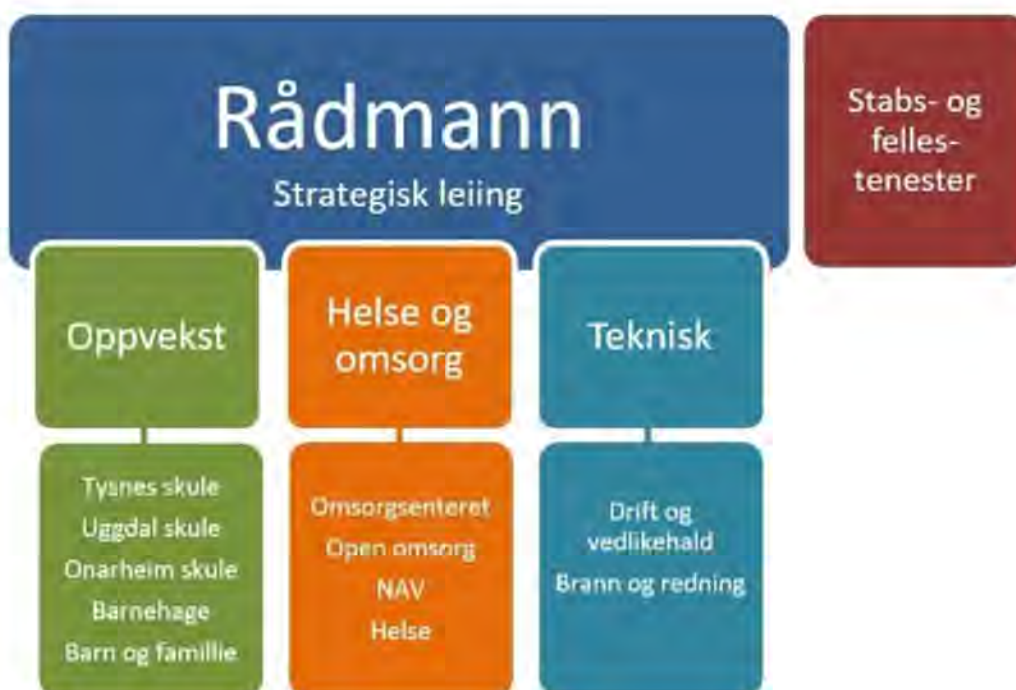 Rådmann
Strategisk leiing
Stabs- og
felles-
tenester
Oppvekst
Helse og
omsorg
Teknisk
Tysnes skule
Uggdal skule
Onarheim skule
Barnehage
Barn og famillie
Omsorgsenteret
Open omsorg
NAV
Helse
Drift og
vedlikehald
Brann og redning